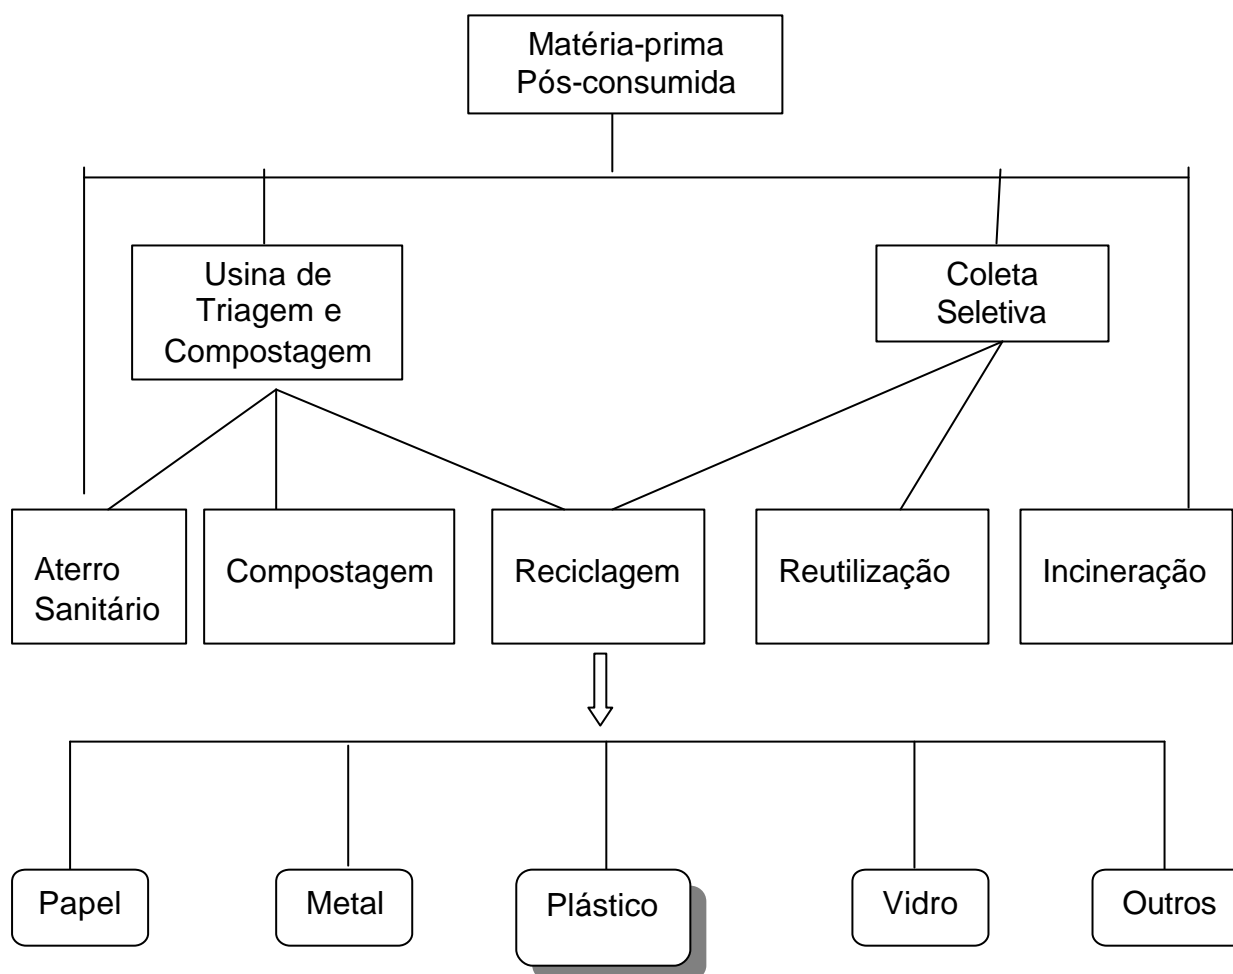 Matéria-prima
Pós-consumida
Usina de
Triagem e
Compostagem
Coleta
Seletiva
Aterro
Sanitário
Compostagem
Reciclagem
Reutilização
Incineração
Papel
Metal
Plástico
Vidro
Outros